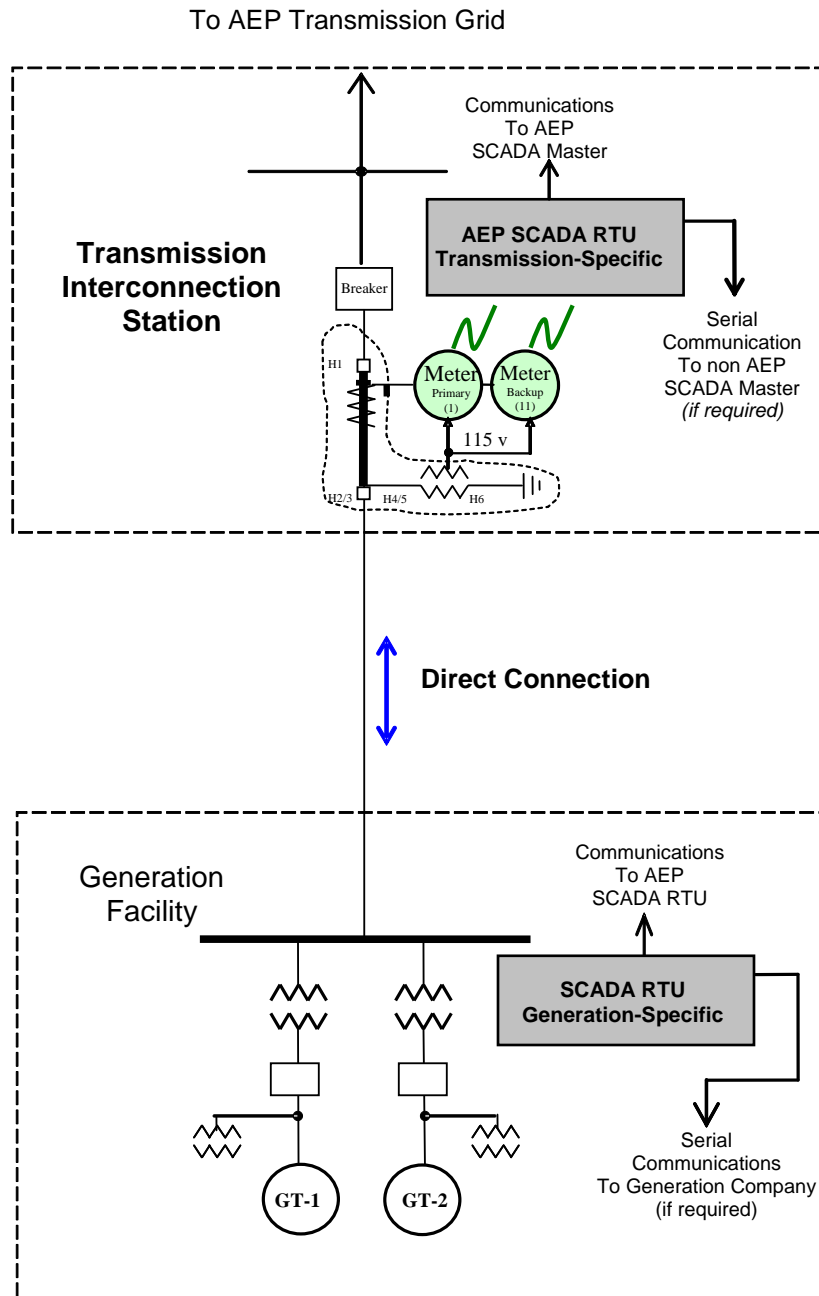 To AEP Transmission Grid
Communications
To AEP
SCADA Master
AEP SCADA RTU
Transmission-Specific
Transmission
Interconnection
Station
Breaker
Serial
Communication
To non AEP
SCADA Master
(if required)
H1
Meter
Primary
(1)
Meter
Backup
(11)
115 v
H2/3
H4/5
H6
Direct Connection
Generation
Facility
Communications
To AEP
SCADA RTU
SCADA RTU
Generation-Specific
GT-1
GT-2
Serial
Communications
To Generation Company
(if required)